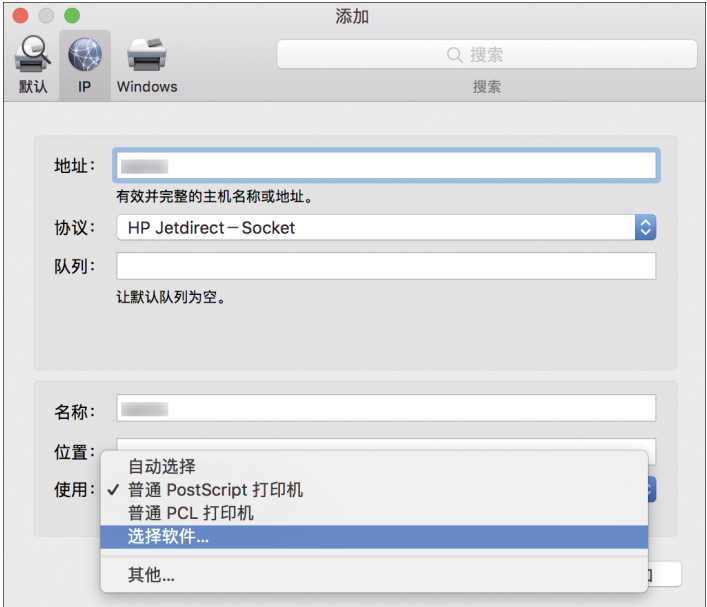 添加
搜索
默认 IP Windows 搜索
地址：
有效并完整的主机名称或地址。
协议： HP Jetdirect－Socket
队列：
让默认队列为空。
名称：
位置：
自动选择
使用： ✓ 普通 PostScript 打印机
普通 PCL 打印机
选择软件...
其他...